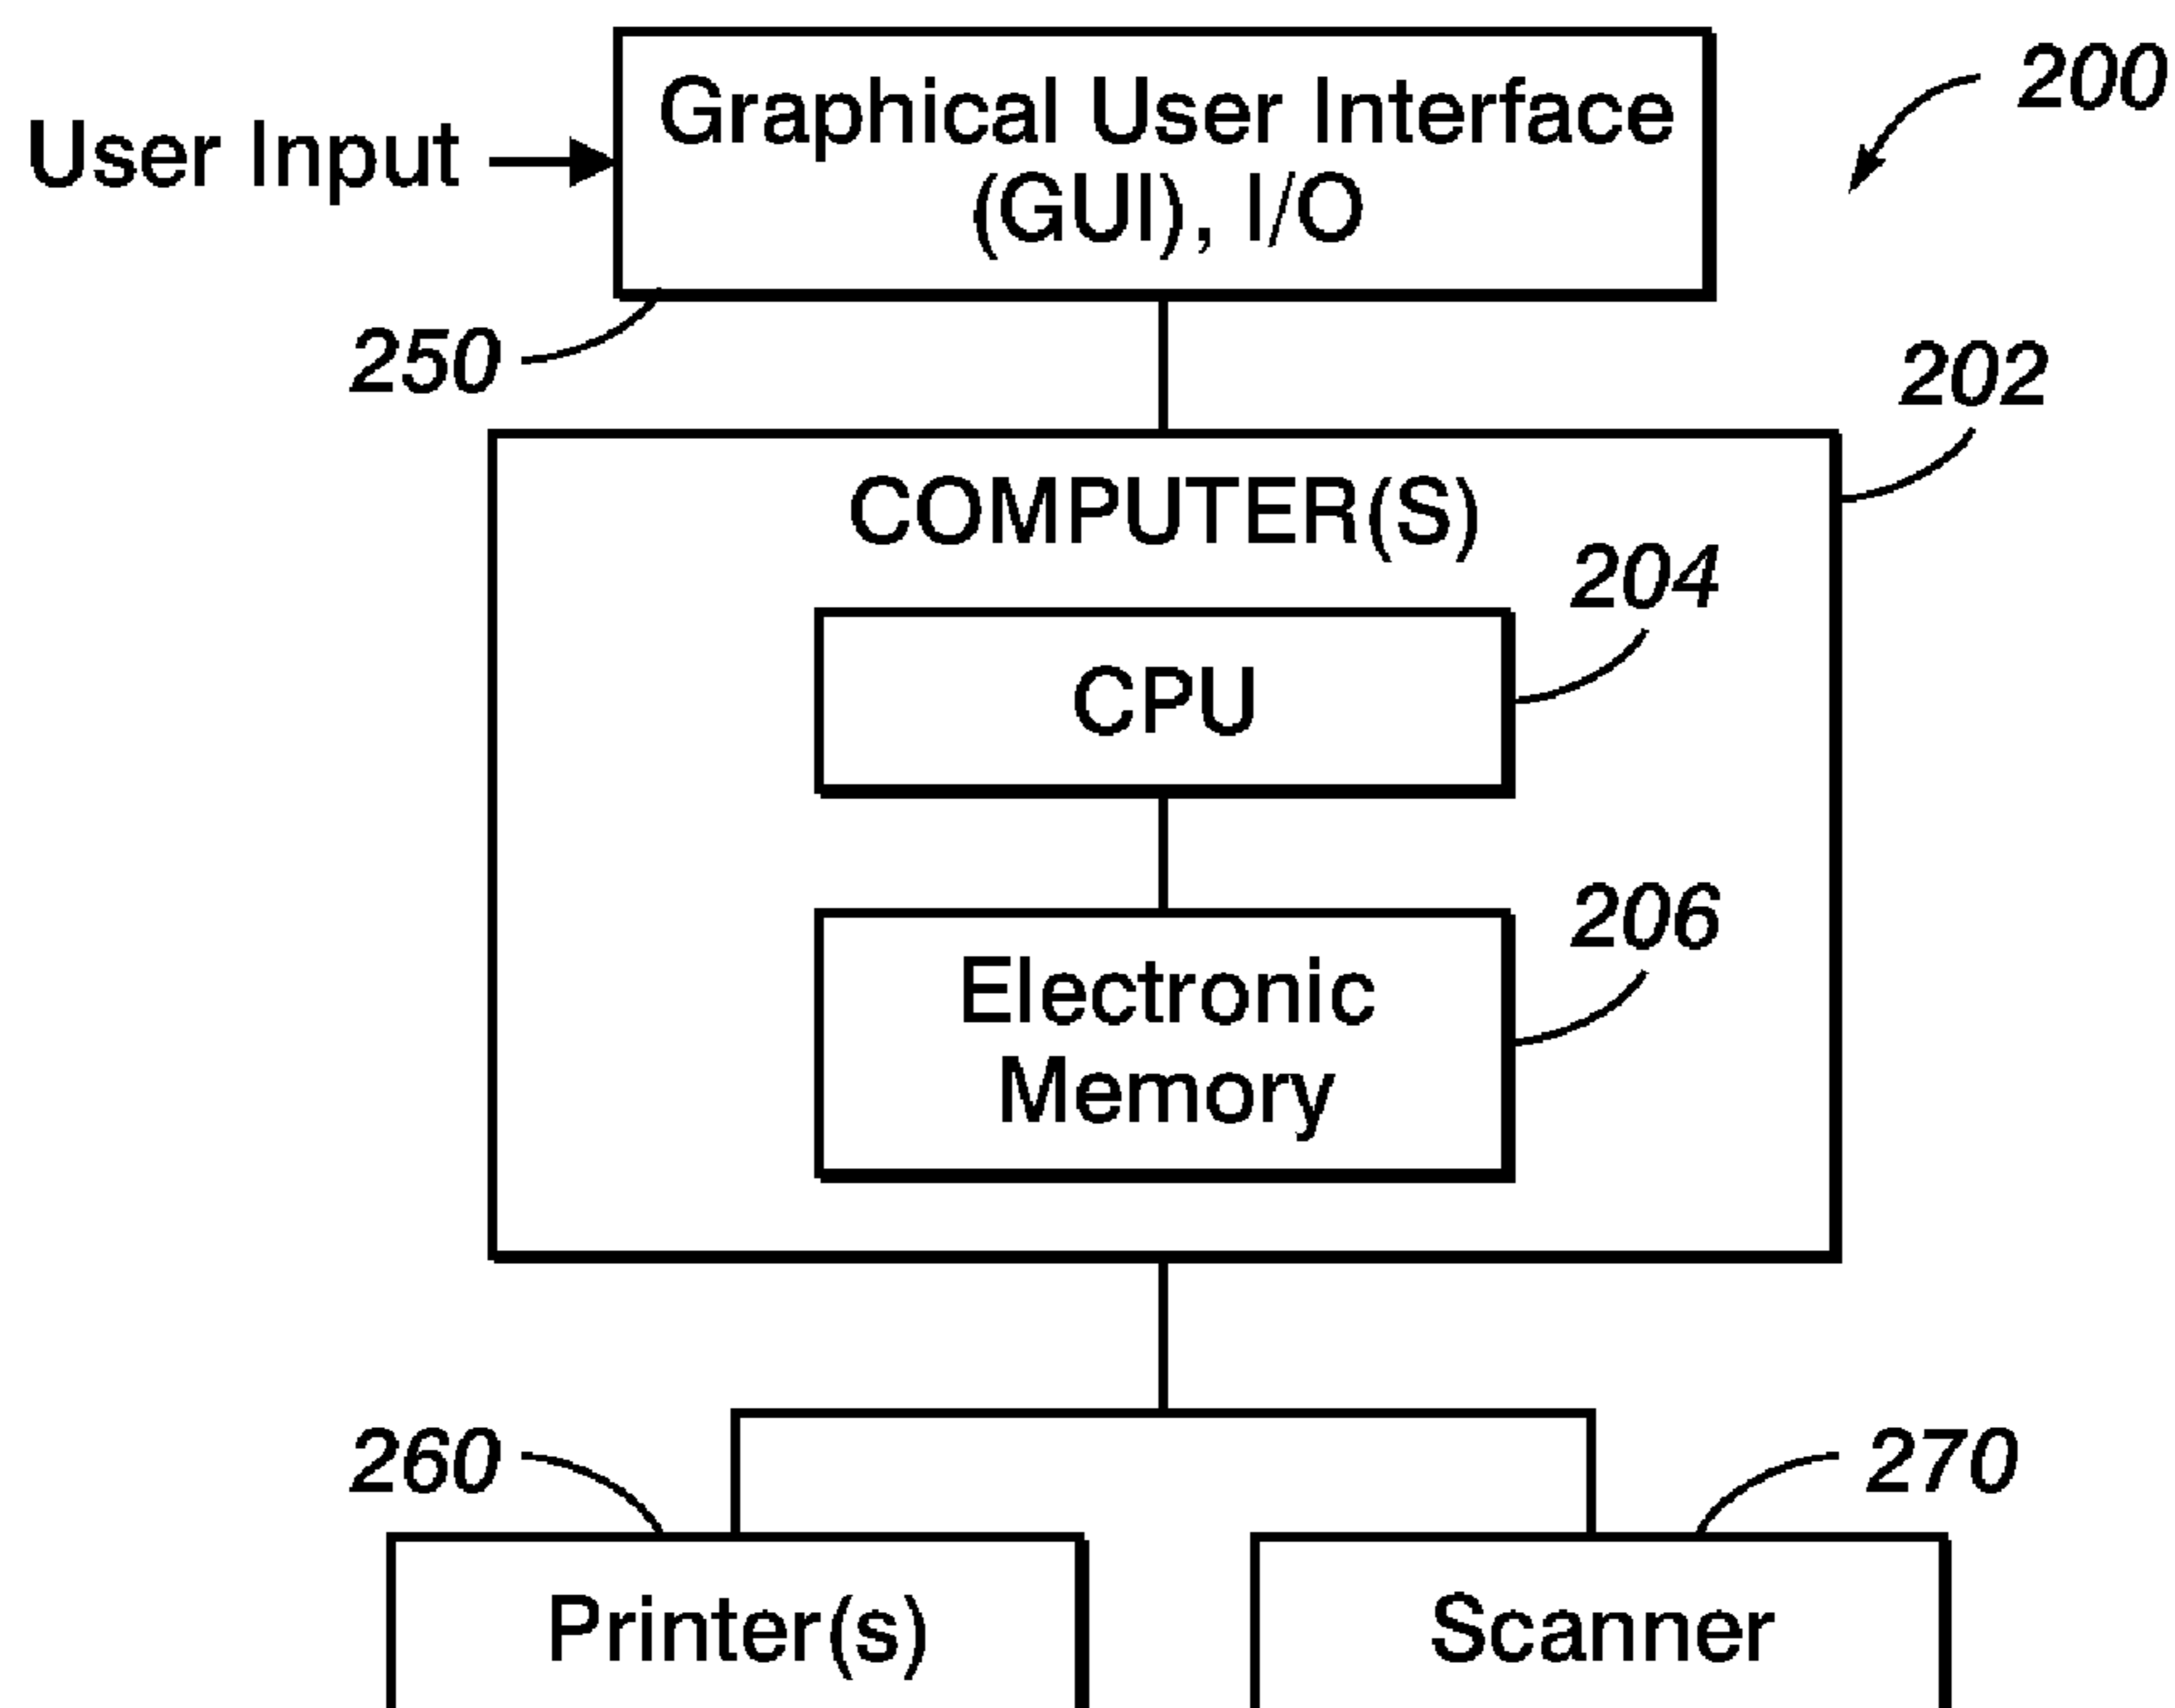 Graphical User Interface
(GUI), I/O
200
User Input
250
202
COMPUTER(S)
204
CPU
206
Electronic
Memory
260
270
Printer(s)
Scanner